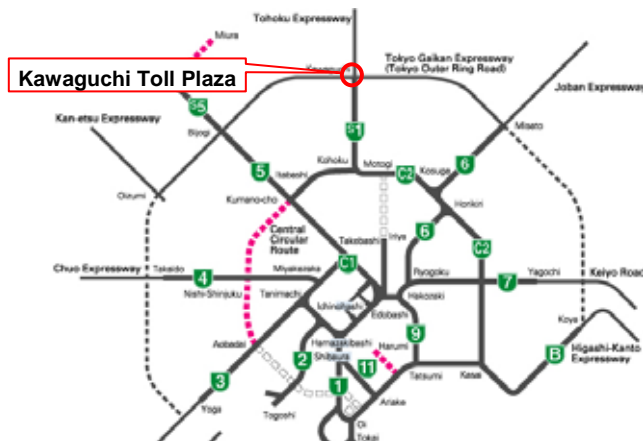 Tohoku Expressway
Miura
Tokyo Gaikan Expressway
(Tokyo Outer Ring Road)
Kawaguchi Toll Plaza
Joban Expressway
S5
Kan-etsu Expressway
Bijogi
S1
Misato
Kohoku
Motogi
5
Itabashi
C2
Kosuge
6
Oizumi
Kumano-cho
Horikiri
Central
Circular
Route
Takebashi
Iriya
6
C2
Chuo Expressway
Takaido
4
Miyakezaka
C1
Ryogoku
7
Yagochi
Keiyo Road
Nishi-Shinjuku
Tanimachi
Ichinohashi
Edobashi
Hakozaki
Koya
Aobadai
Hamazakibashi
Shibaura
Harumi
9
B
Higashi-Kanto
Expressway
3
2
1
11
Tatsumi
Kasai
Yoga
Togoshi
Ariake
Oi
Tokai